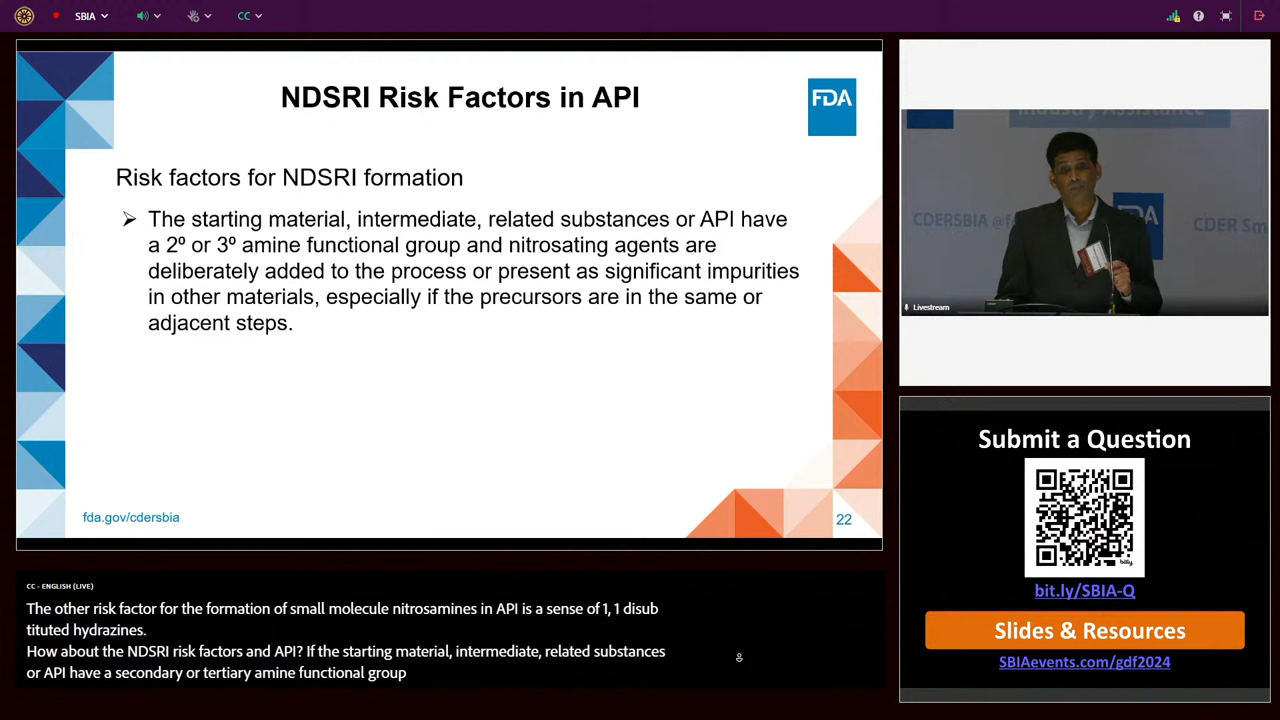 SBIA
CC
NDSRI Risk Factors in API
FDA
Risk factors for NDSRI formation
➢ The starting material, intermediate, related substances or API have
a 2º or 3º amine functional group and nitrosating agents are
deliberately added to the process or present as significant impurities
in other materials, especially if the precursors are in the same or
adjacent steps.
fda.gov/cdersbia
22
Industry Assistance
CDERSBIA @f
DA
CDER Sm
Livestream
Submit a Question
bitly
bit.ly/SBIA-Q
Slides & Resources
SBIAevents.com/gdf2024
CC - ENGLISH (LIVE)
The other risk factor for the formation of small molecule nitrosamines in API is a sense of 1, 1 disub
tituted hydrazines.
How about the NDSRI risk factors and API? If the starting material, intermediate, related substances
or API have a secondary or tertiary amine functional group